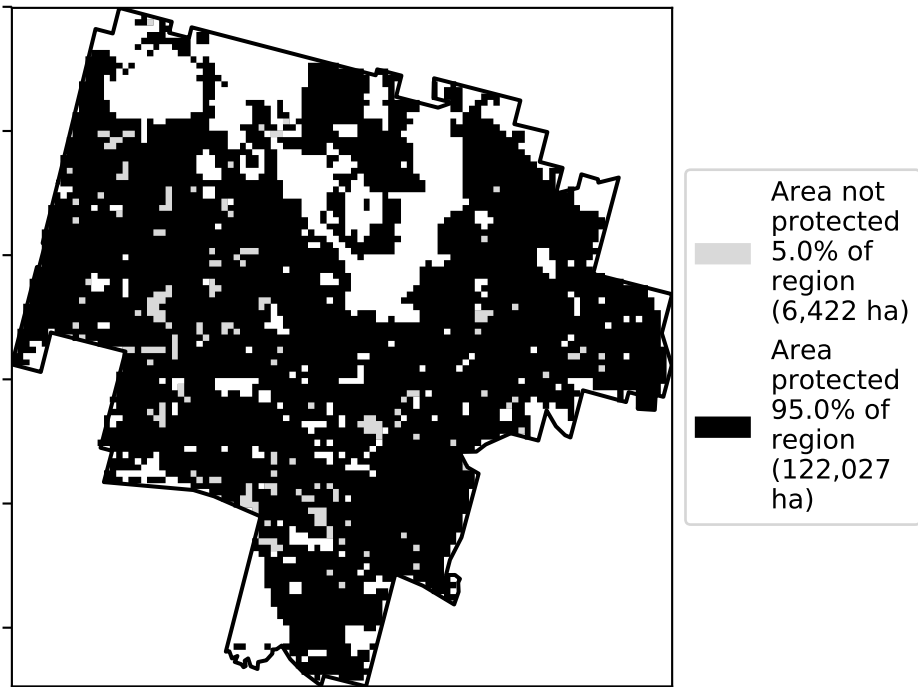 Area not
protected
5.0% of
region
(6,422 ha)
Area
protected
95.0% of
region
(122,027
ha)